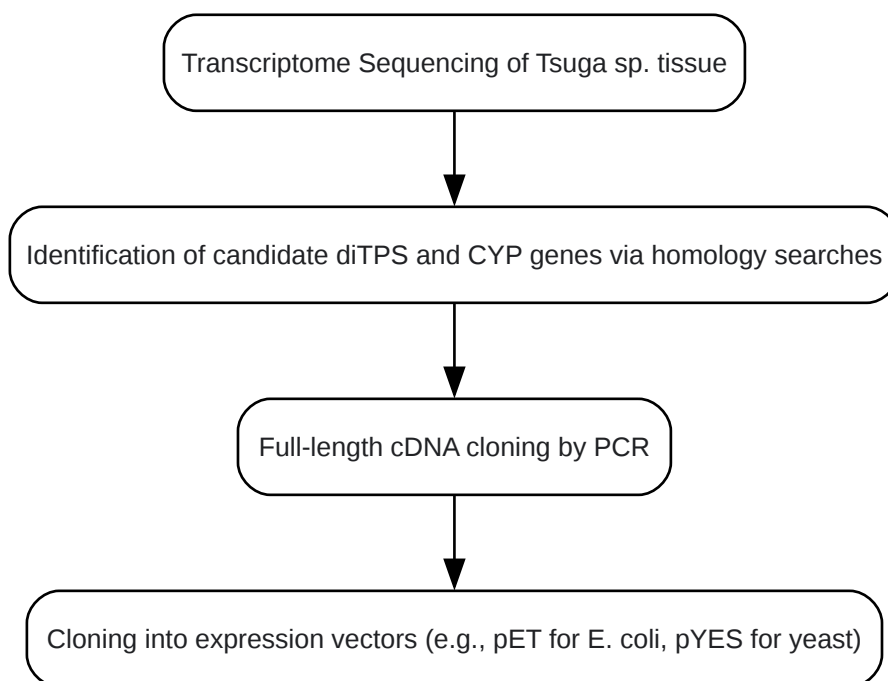 Transcriptome Sequencing of Tsuga sp. tissue
Identification of candidate diTPS and CYP genes via homology searches
Full-length cDNA cloning by PCR
Cloning into expression vectors (e.g., pET for E. coli, pYES for yeast)